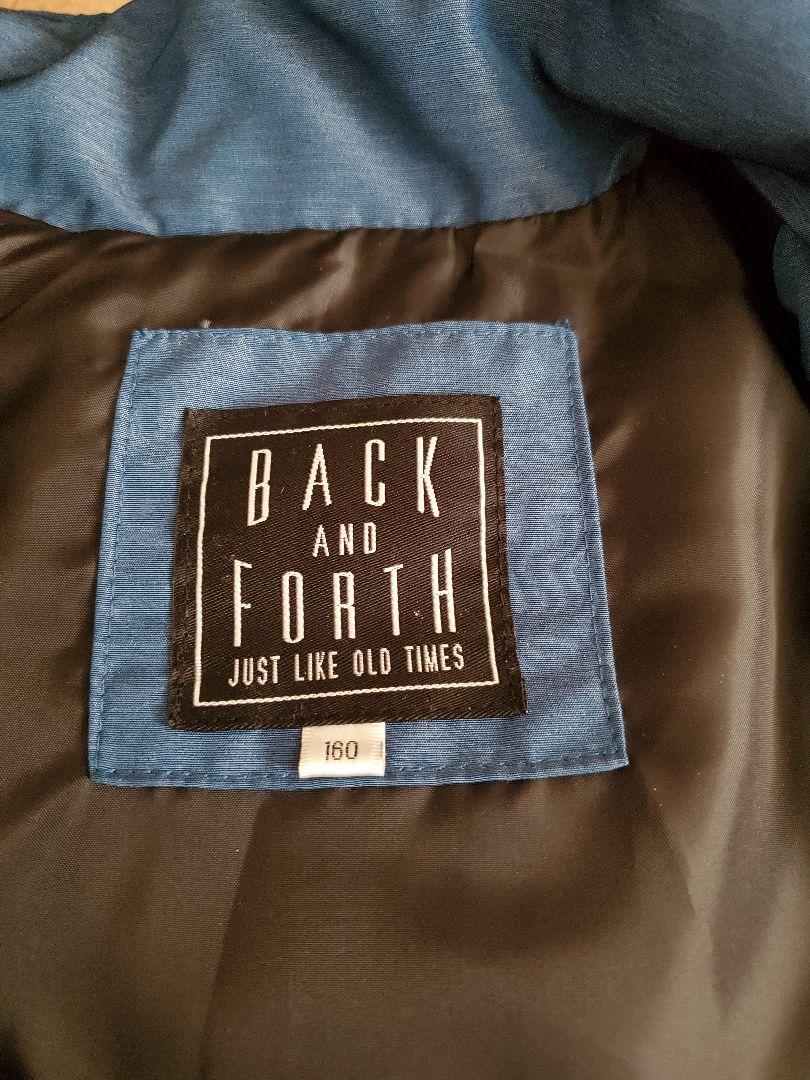 BACK
AND
FORTH
JUST LIKE OLD TIMES
160